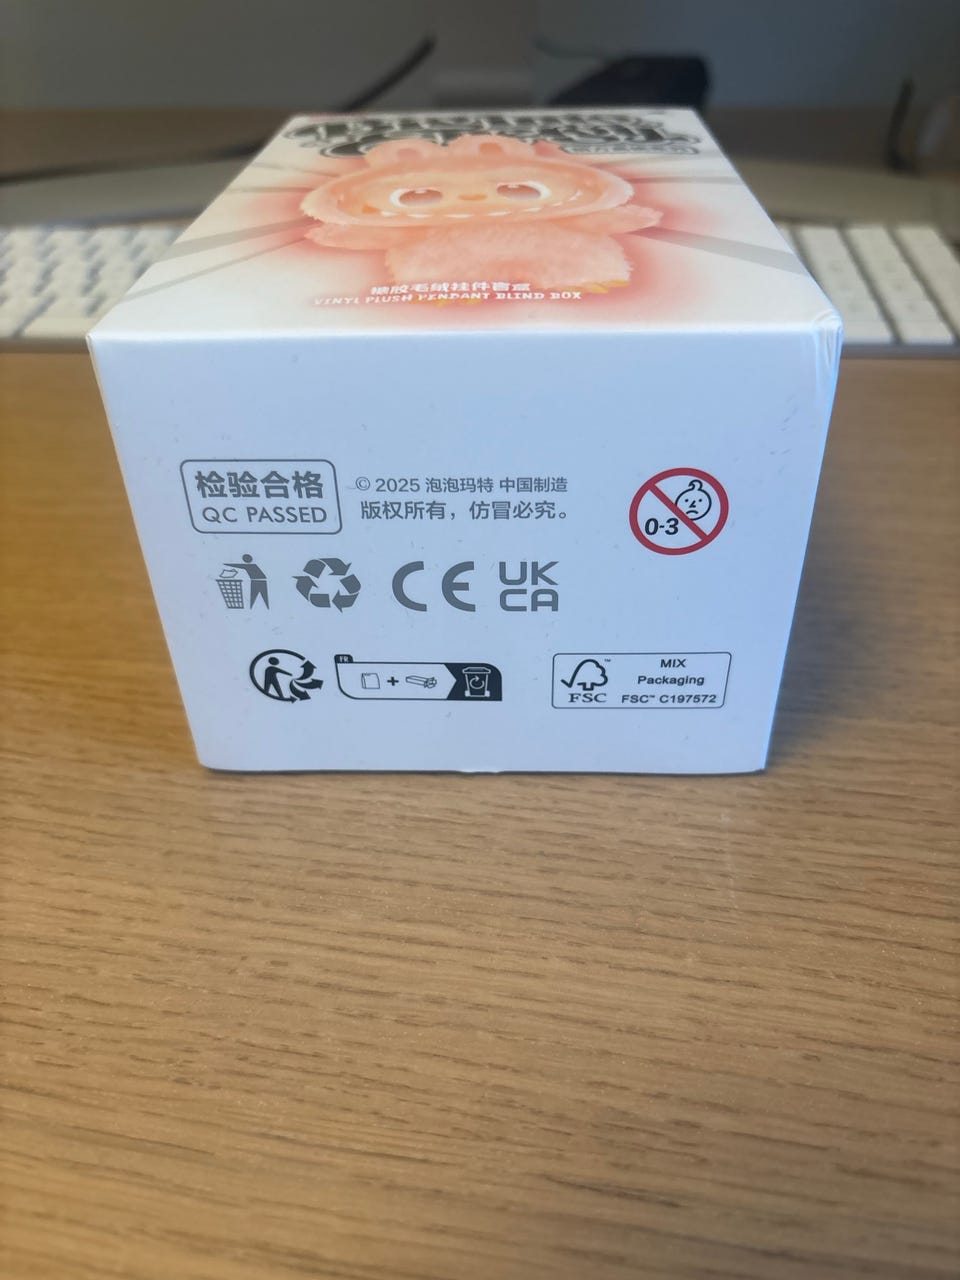 搪胶毛绒挂件盲盒
VINYL PLUSH PENDANT BLIND BOX
检验合格
QC PASSED
© 2025 泡泡玛特 中国制造
版权所有，仿冒必究。
0-3
CE
UK
CA
FR
+
FSC™
MIX
Packaging
FSC™ C197572